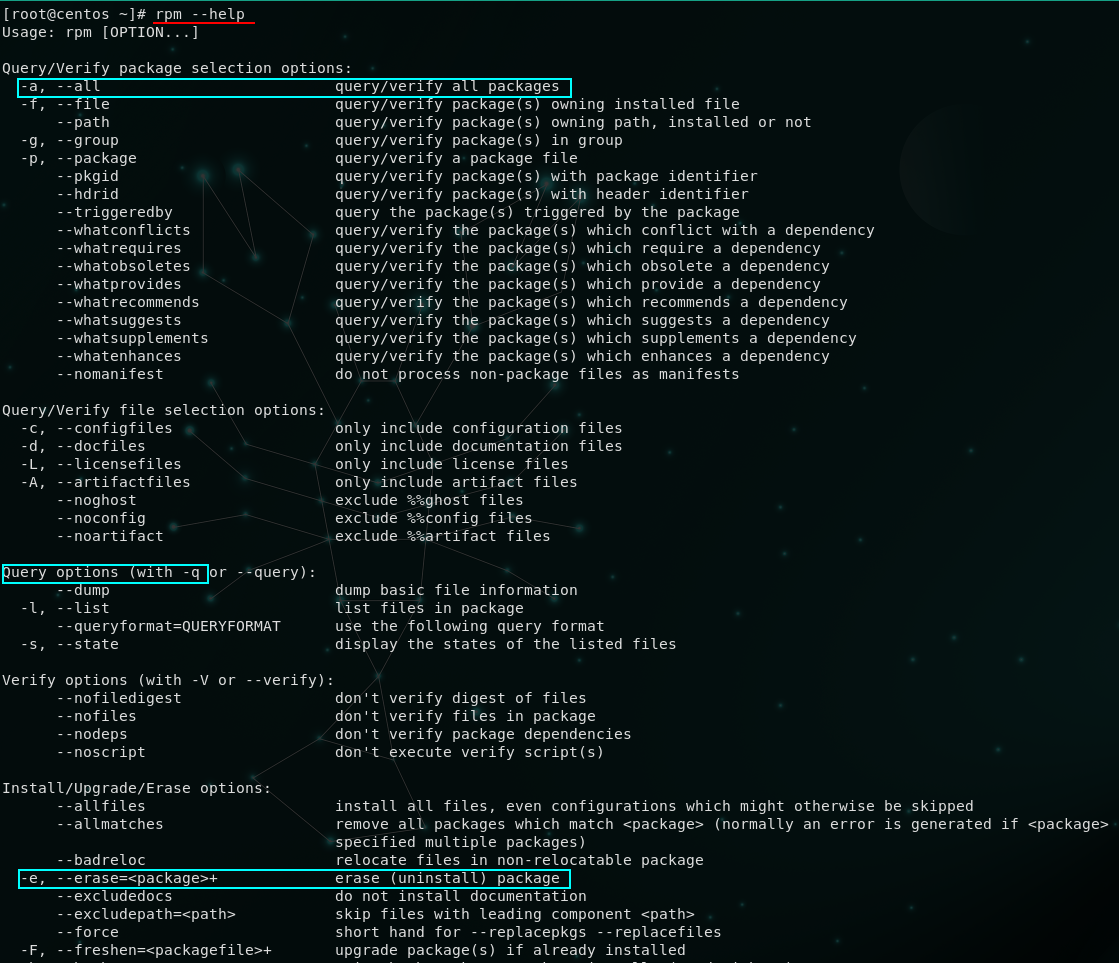 [root@centos ~]# rpm --help
Usage: rpm [OPTION...]
Query/Verify package selection options:
-a, --all query/verify all packages
-f, --file query/verify package(s) owning installed file
--path query/verify package(s) owning path, installed or not
-g, --group query/verify package(s) in group
-p, --package query/verify a package file
--pkgid query/verify package(s) with package identifier
--hdrid query/verify package(s) with header identifier
--triggeredby query the package(s) triggered by the package
--whatconflicts query/verify the package(s) which conflict with a dependency
--whatrequires query/verify the package(s) which require a dependency
--whatobsoletes query/verify the package(s) which obsolete a dependency
--whatprovides query/verify the package(s) which provide a dependency
--whatrecommends query/verify the package(s) which recommends a dependency
--whatsuggests query/verify the package(s) which suggests a dependency
--whatsupplements query/verify the package(s) which supplements a dependency
--whatenhances query/verify the package(s) which enhances a dependency
--nomanifest do not process non-package files as manifests
Query/Verify file selection options:
-c, --configfiles only include configuration files
-d, --docfiles only include documentation files
-L, --licensefiles only include license files
-A, --artifactfiles only include artifact files
--noghost exclude %%ghost files
--noconfig exclude %%config files
--noartifact exclude %%artifact files
Query options (with -q or --query):
--dump dump basic file information
-l, --list list files in package
--queryformat=QUERYFORMAT use the following query format
-s, --state display the states of the listed files
Verify options (with -V or --verify):
--nofiledigest don't verify digest of files
--nofiles don't verify files in package
--nodeps don't verify package dependencies
--noscript don't execute verify script(s)
Install/Upgrade/Erase options:
--allfiles install all files, even configurations which might otherwise be skipped
--allmatches remove all packages which match <package> (normally an error is generated if <package>
specified multiple packages)
--badreloc relocate files in non-relocatable package
-e, --erase=<package>+ erase (uninstall) package
--excludedocs do not install documentation
--excludepath=<path> skip files with leading component <path>
--force short hand for --replacepkgs --replacefiles
-F, --freshen=<packagefile>+ upgrade package(s) if already installed